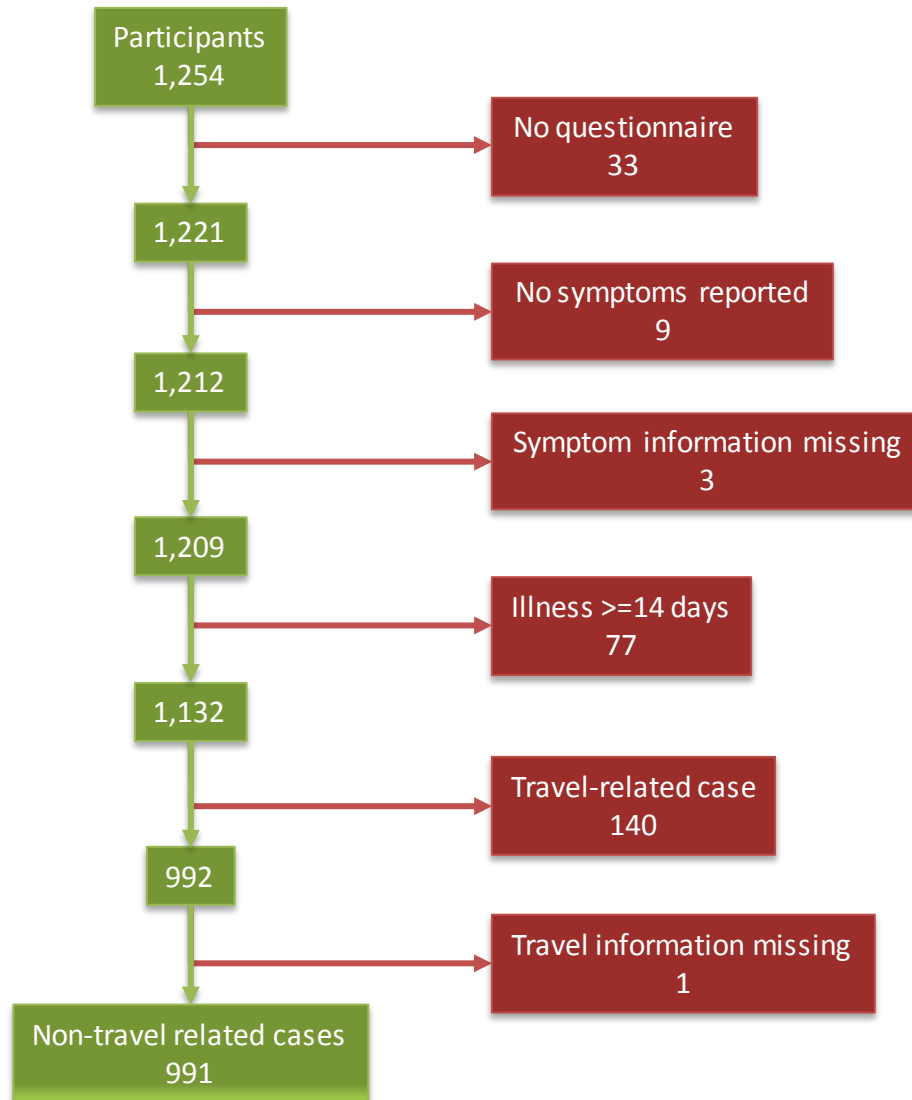 Participants
1,254
No questionnaire
33
1,221
No symptoms reported
9
1,212
Symptom information missing
3
1,209
Illness >=14 days
77
1,132
Travel-related case
140
992
Travel information missing
1
Non-travel related cases
991